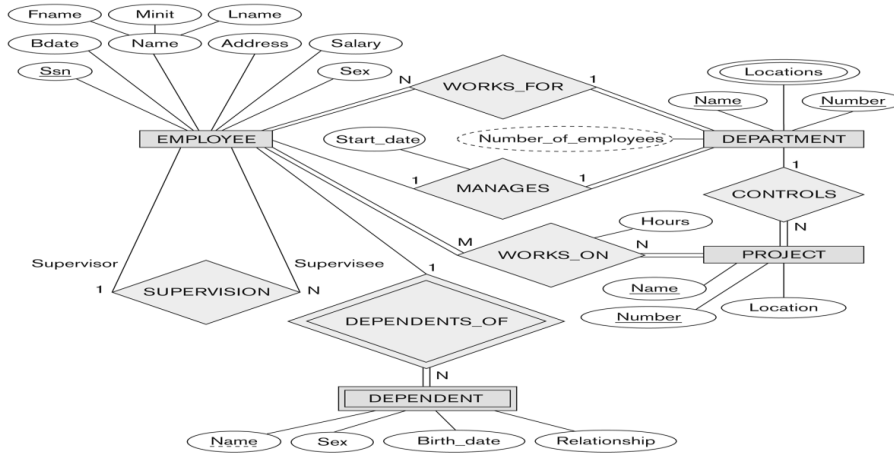 Fname
Minit
Lname
Bdate
Name
Address
Salary
Ssn
Sex
N
WORKS_FOR
1
Locations
Name
Number
EMPLOYEE
Start_date
Number_of_employees
DEPARTMENT
1
MANAGES
1
1
CONTROLS
Hours
M
WORKS_ON
N
N
PROJECT
Supervisor
Supervisee
1
SUPERVISION
N
1
Name
Number
Location
DEPENDENTS_OF
N
DEPENDENT
Name
Sex
Birth_date
Relationship